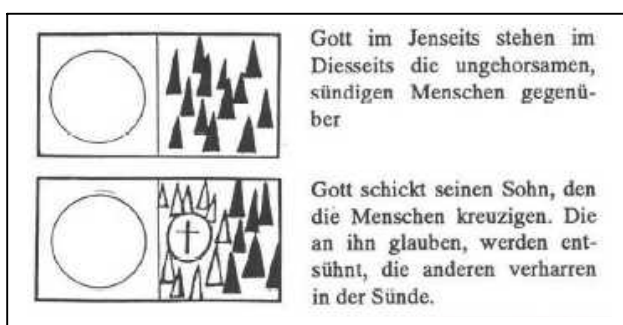 Gott im Jenseits stehen im
Diesseits die ungehorsamen,
sündigen Menschen gegenü-
ber
Gott schickt seinen Sohn, den
die Menschen kreuzigen. Die
an ihn glauben, werden ent-
sühnt, die anderen verharren
in der Sünde.